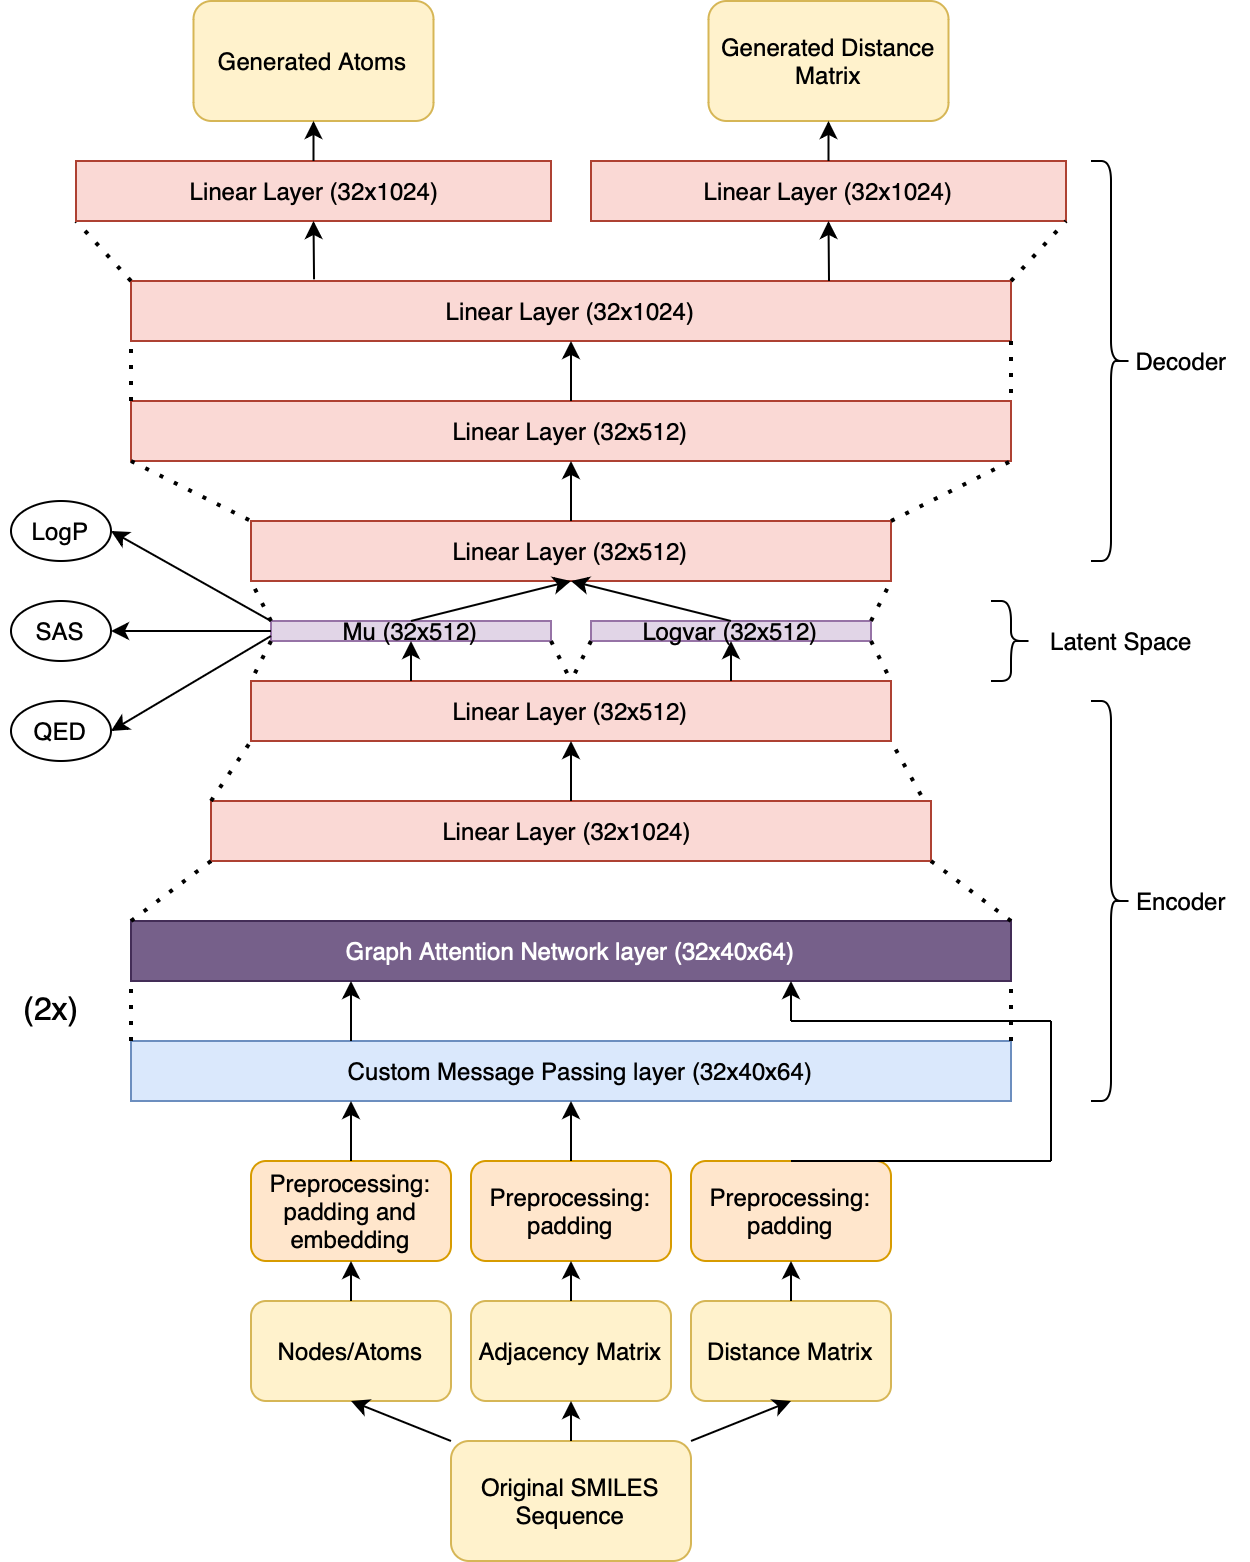 Generated Atoms
Generated Distance
Matrix
Linear Layer (32x1024)
Linear Layer (32x1024)
Linear Layer (32x1024)
Decoder
Linear Layer (32x512)
LogP
Linear Layer (32x512)
SAS
Mu (32x512)
Logvar (32x512)
Latent Space
QED
Linear Layer (32x512)
Linear Layer (32x1024)
Encoder
Graph Attention Network layer (32x40x64)
(2x)
Custom Message Passing layer (32x40x64)
Preprocessing:
padding and
embedding
Preprocessing:
padding
Preprocessing:
padding
Nodes/Atoms
Adjacency Matrix
Distance Matrix
Original SMILES
Sequence